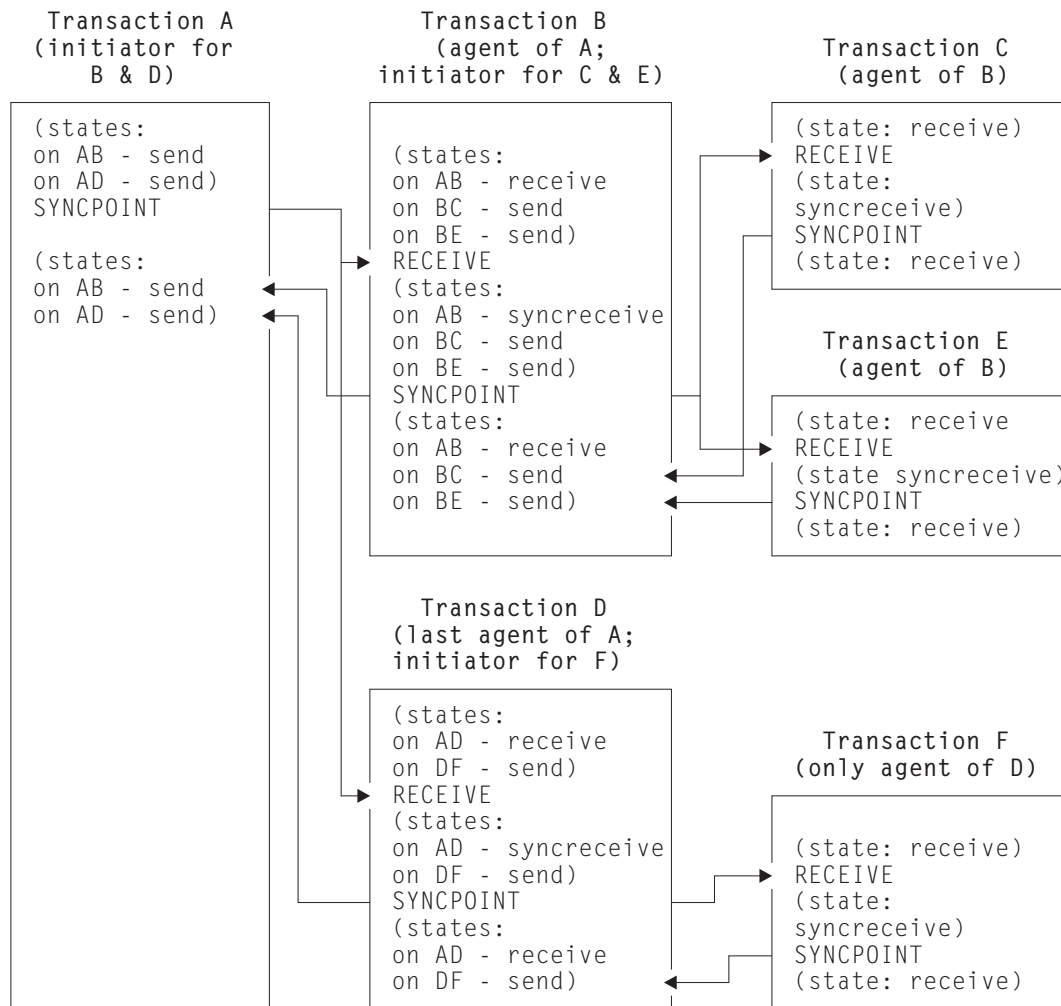 Transaction A
(initiator for
B & D)
(states:
on AB - send
on AD - send)
SYNCPOINT
(states:
on AB - send
on AD - send)
Transaction B
(agent of A;
initiator for C & E)
(states:
on AB - receive
on BC - send
on BE - send)
RECEIVE
(states:
on AB - syncreceive
on BC - send
on BE - send)
SYNCPOINT
(states:
on AB - receive
on BC - send
on BE - send)
Transaction C
(agent of B)
(state: receive)
RECEIVE
(state:
syncreceive)
SYNCPOINT
(state: receive)
Transaction E
(agent of B)
(state: receive
RECEIVE
(state syncreceive)
SYNCPOINT
(state: receive)
Transaction D
(last agent of A;
initiator for F)
(states:
on AD - receive
on DF - send)
RECEIVE
(states:
on AD - syncreceive
on DF - send)
SYNCPOINT
(states:
on AD - receive
on DF - send)
Transaction F
(only agent of D)
(state: receive)
RECEIVE
(state:
syncreceive)
SYNCPOINT
(state: receive)